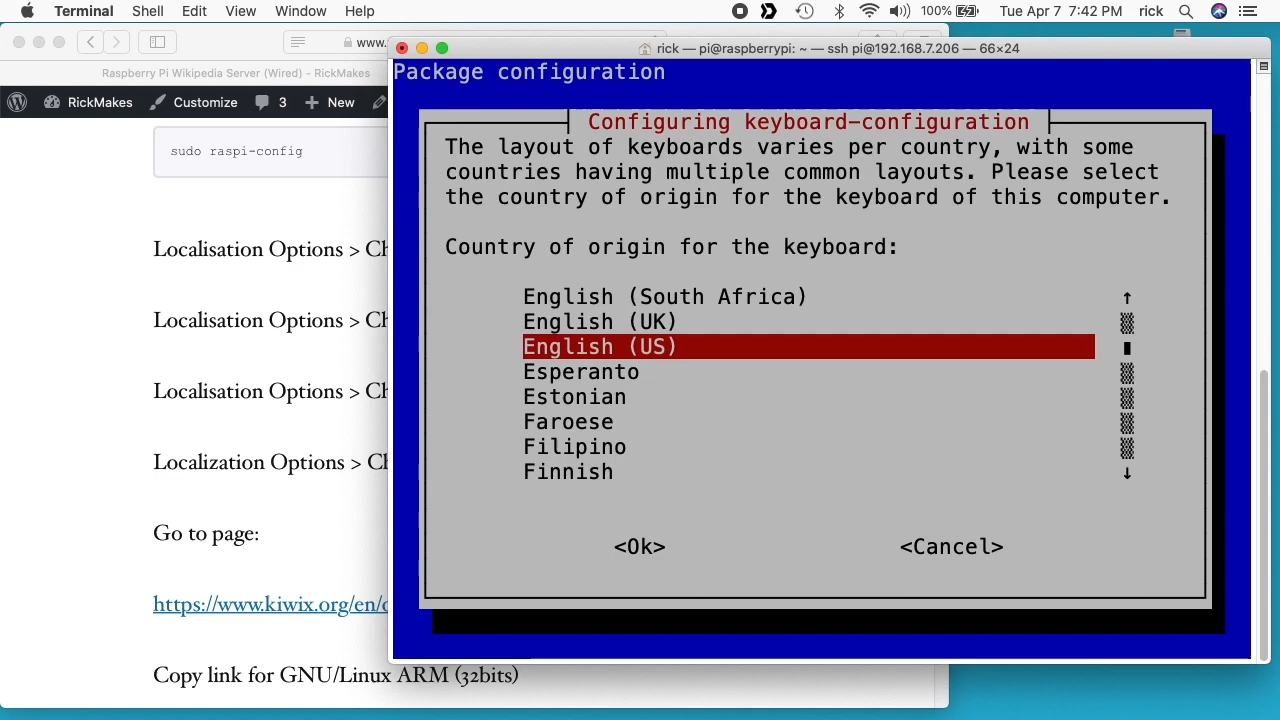 Terminal Shell Edit View Window Help 100% Tue Apr 7 7:42 PM rick
www.
Raspberry Pi Wikipedia Server (Wired) - RickMakes
RickMakes Customize 3 New
sudo raspi-config
Localisation Options > Ch
Localisation Options > Ch
Localisation Options > Ch
Localization Options > Ch
Go to page:
https://www.kiwix.org/en/
Copy link for GNU/Linux ARM (32bits)
rick — pi@raspberrypi: ~ — ssh pi@192.168.7.206 — 66×24
Package configuration
Configuring keyboard-configuration
The layout of keyboards varies per country, with some
countries having multiple common layouts. Please select
the country of origin for the keyboard of this computer.
Country of origin for the keyboard:
English (South Africa)
English (UK)
English (US)
Esperanto
Estonian
Faroese
Filipino
Finnish
<Ok> <Cancel>